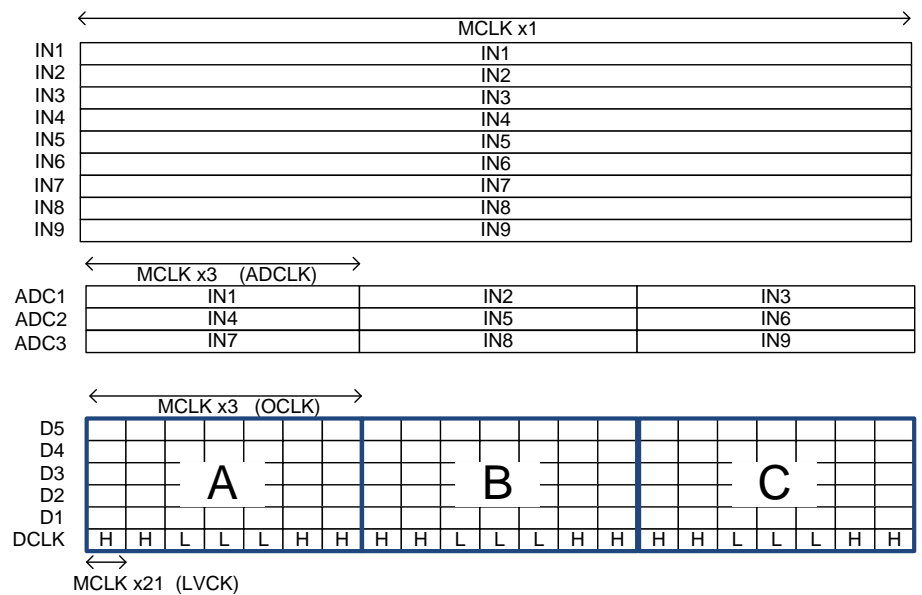 MCLK x1
IN1 IN1
IN2 IN2
IN3 IN3
IN4 IN4
IN5 IN5
IN6 IN6
IN7 IN7
IN8 IN8
IN9 IN9
MCLK x3 (ADCLK)
ADC1 IN1 IN2 IN3
ADC2 IN4 IN5 IN6
ADC3 IN7 IN8 IN9
MCLK x3 (OCLK)
D5
D4
D3 A B C
D2
D1
DCLK H H L L L H H H H L L L H H H H L L L H H
MCLK x21 (LVCK)